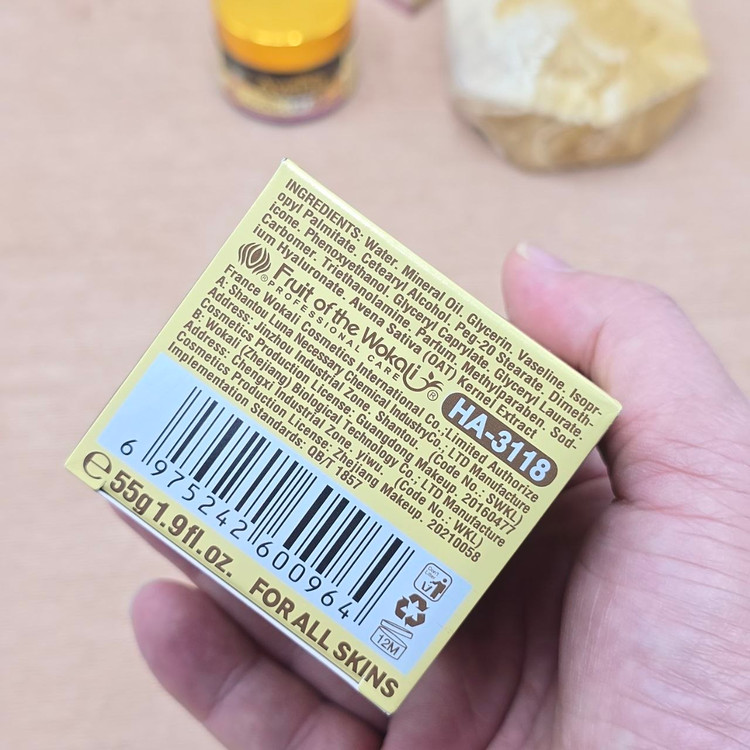 INGREDIENTS: Water. Mineral Oil. Glycerin. Vaseline. Isopr-
opyl Palmitate. Cetearyl Alcohol. Peg-20 Stearate. Dimeth-
icone. Phenoxyethanol. Glyceryl Caprylate. Glyceryl Laurate.
Carbomer. Triethanolamine. Parfum. Methylparaben. Sod-
ium Hyaluronate. Avena Sativa (OAT) Kernel Extract
Fruit of the Wokali ®
® PROFESSIONAL CARE
HA-3118
France Wokali Cosmetics International Co., Limited Authorize
A: Shantou Luna Necessary Chemical IndustyCo., LTD Manufacture
Address: Jinzhou Industrial Zone. Shantou. (Code No.: SWKL)
Cosmetics Production License: Guangdong Makeup. 20160477
B: Wokali (Zhejiang) Biological Technology Co; LTD Manufacture
Address: Chengxi Industrial Zone. yiwu. (Code No.: WKL)
Cosmetics Production License: Zhejiang Makeup. 20210058
Implementation Standards: QB/T 1857
6 975242 600964
e 55g 1.9fl.oz. FOR ALL SKINS
12M